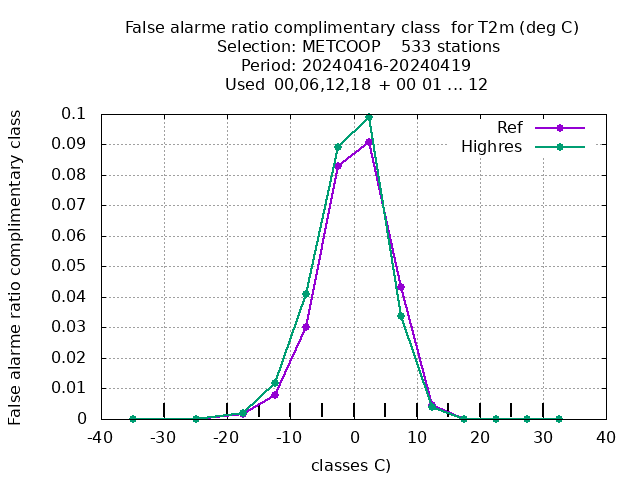 False alarme ratio complimentary class  for T2m (deg C)
Selection: METCOOP    533 stations
Period: 20240416-20240419
Used  00,06,12,18  + 00 01 ... 12
False alarme ratio complimentary class
Ref
Highres
0.1
0.09
0.08
0.07
0.06
0.05
0.04
0.03
0.02
0.01
0
-40 -30 -20 -10 0 10 20 30 40
classes C)